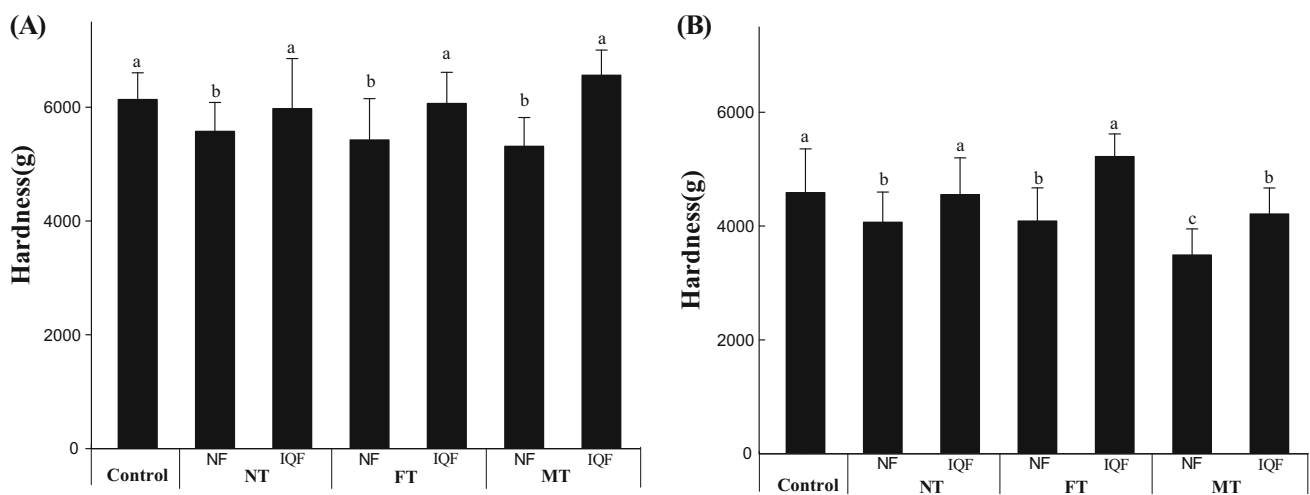 (A)
a
b
a
b
a
b
a
6000
4000
2000
0
Hardness(g)
NF
IQF
NF
IQF
NF
IQF
Control
NT
FT
MT
(B)
a
b
a
b
a
c
b
6000
4000
2000
0
Hardness(g)
NF
IQF
NF
IQF
NF
IQF
Control
NT
FT
MT